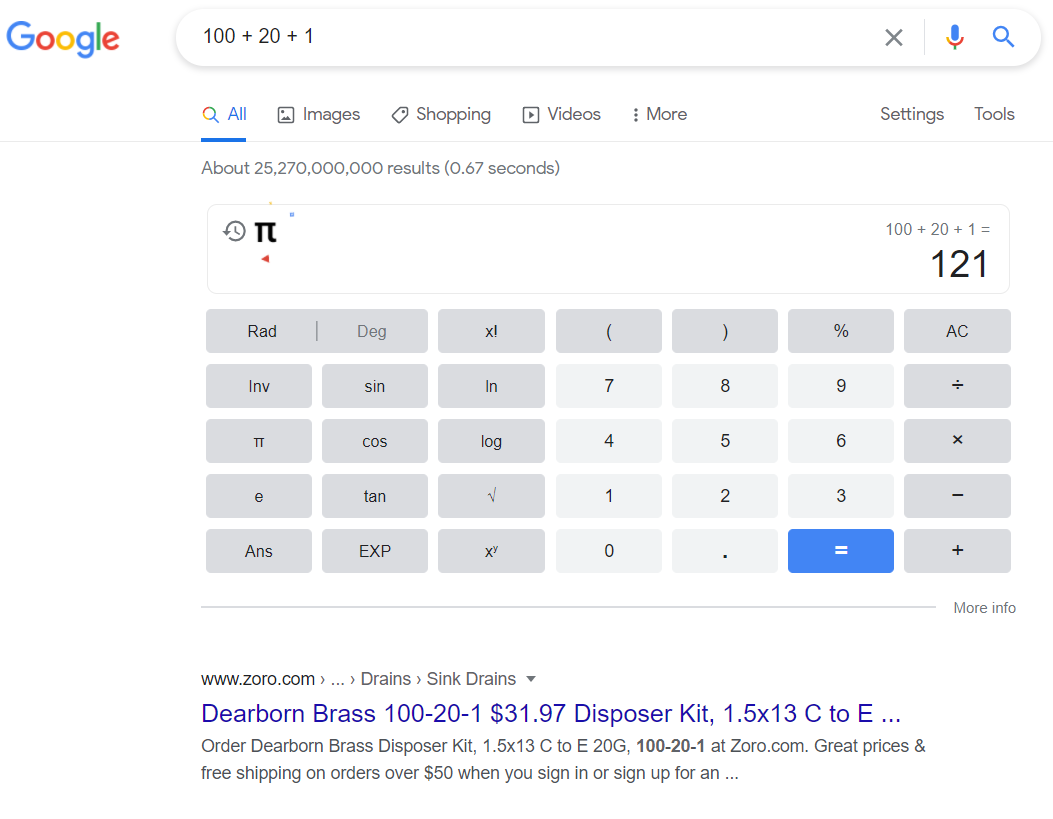 Google
100 + 20 + 1
All Images Shopping Videos More Settings Tools
About 25,270,000,000 results (0.67 seconds)
π
100 + 20 + 1 =
121
Rad | Deg x! ( ) % AC
Inv sin ln 7 8 9 ÷
π cos log 4 5 6 ×
e tan √ 1 2 3 −
Ans EXP xʸ 0 . = +
More info
www.zoro.com › ... › Drains › Sink Drains
Dearborn Brass 100-20-1 $31.97 Disposer Kit, 1.5x13 C to E ...
Order Dearborn Brass Disposer Kit, 1.5x13 C to E 20G, 100-20-1 at Zoro.com. Great prices &
free shipping on orders over $50 when you sign in or sign up for an ...